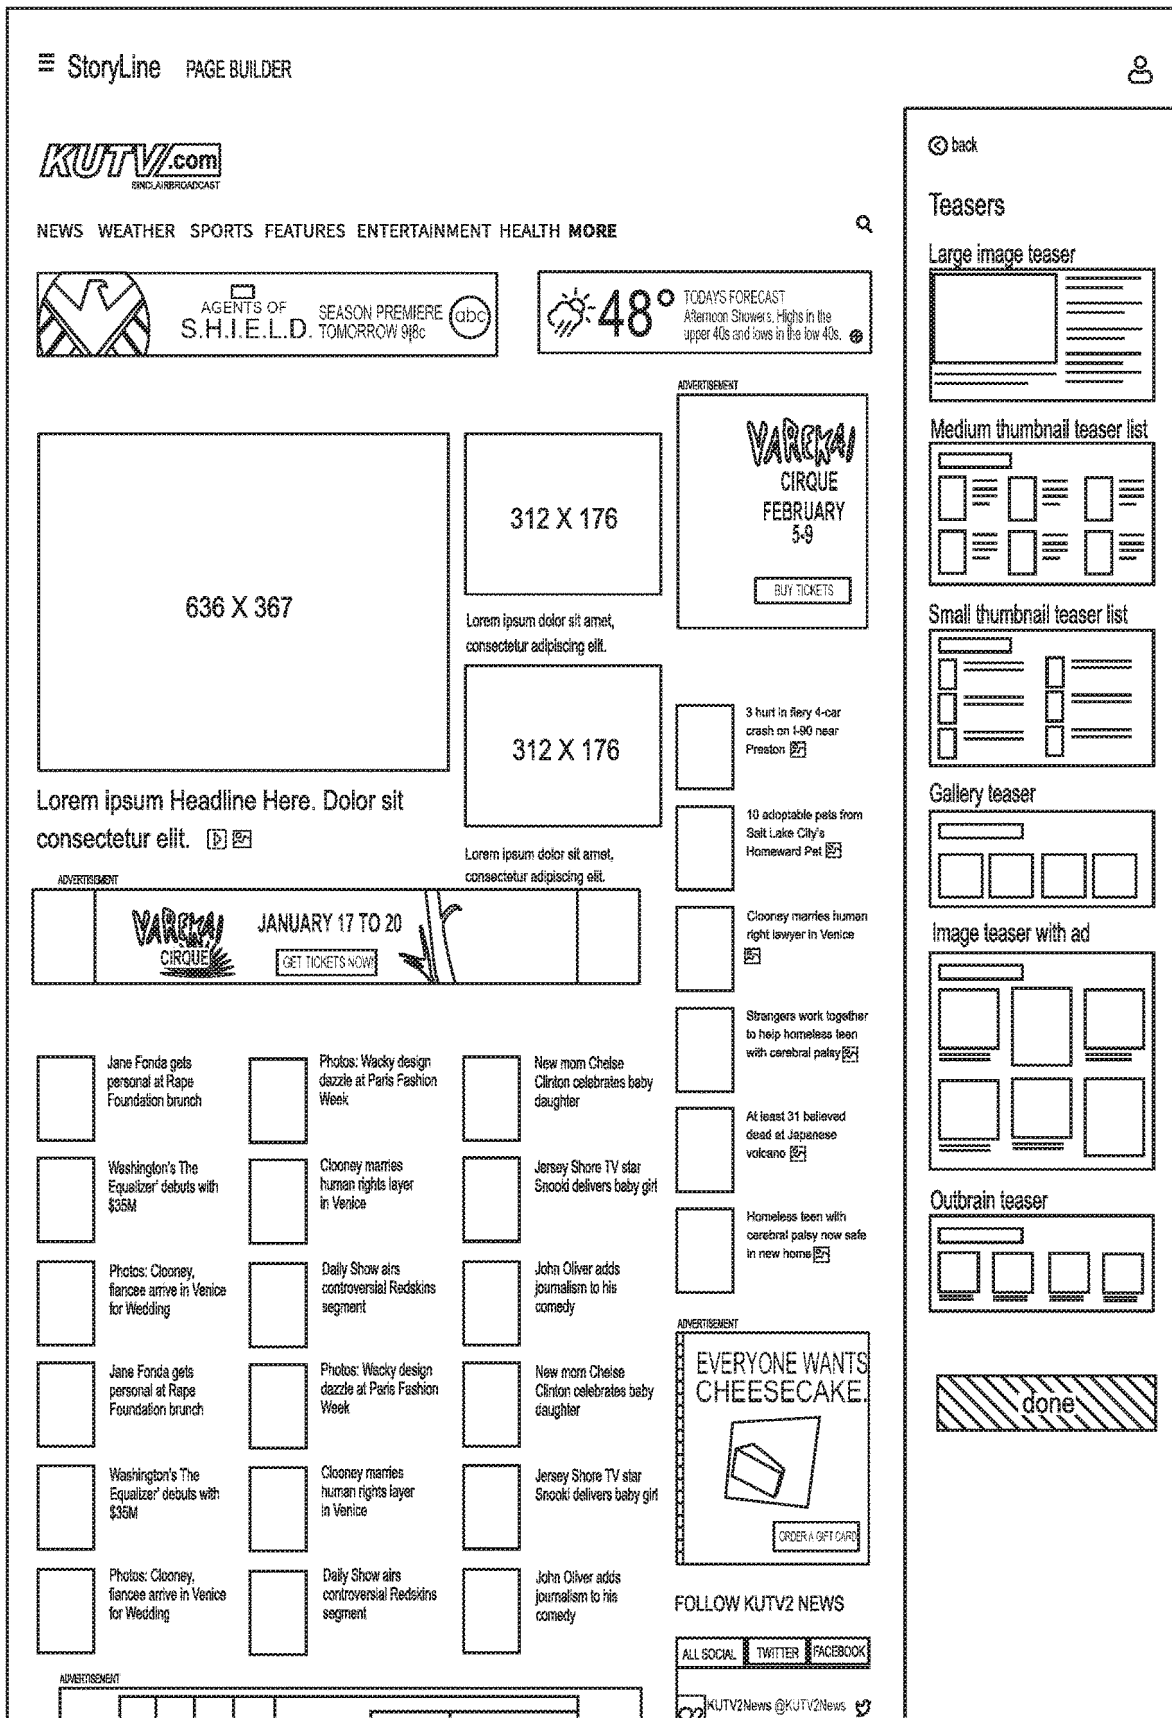 StoryLine PAGE BUILDER
KUTV.com
SINCLAIRBROADCAST
NEWS WEATHER SPORTS FEATURES ENTERTAINMENT HEALTH MORE
AGENTS OF
S.H.I.E.L.D.
SEASON PREMIERE
TOMORROW 9|8c
abc
48°
TODAYS FORECAST
Afternoon Showers. Highs in the
upper 40s and lows in the low 40s.
636 X 367
Lorem ipsum Headline Here. Dolor sit
consectetur elit.
312 X 176
Lorem ipsum dolor sit amet,
consectetur adipiscing elit.
312 X 176
Lorem ipsum dolor sit amet,
consectetur adipiscing elit.
ADVERTISEMENT
VAREKAI
CIRQUE
FEBRUARY
5-9
BUY TICKETS
ADVERTISEMENT
VAREKAI
CIRQUE
JANUARY 17 TO 20
GET TICKETS NOW!
3 hurt in fiery 4-car
crash on I-90 near
Preston
10 adoptable pets from
Salt Lake City's
Homeward Pet
Clooney marries human
right lawyer in Venice
Strangers work together
to help homeless teen
with cerebral palsy
At least 31 believed
dead at Japanese
volcano
Homeless teen with
cerebral palsy now safe
in new home
Jane Fonda gets
personal at Rape
Foundation brunch
Photos: Wacky design
dazzle at Paris Fashion
Week
New mom Chelse
Clinton celebrates baby
daughter
Washington's The
Equalizer' debuts with
$35M
Clooney marries
human rights layer
in Venice
Jersey Shore TV star
Snooki delivers baby girl
Photos: Clooney,
fiancee arrive in Venice
for Wedding
Daily Show airs
controversial Redskins
segment
John Oliver adds
journalism to his
comedy
Jane Fonda gets
personal at Rape
Foundation brunch
Photos: Wacky design
dazzle at Paris Fashion
Week
New mom Chelse
Clinton celebrates baby
daughter
Washington's The
Equalizer' debuts with
$35M
Clooney marries
human rights layer
in Venice
Jersey Shore TV star
Snooki delivers baby girl
Photos: Clooney,
fiancee arrive in Venice
for Wedding
Daily Show airs
controversial Redskins
segment
John Oliver adds
journalism to his
comedy
ADVERTISEMENT
ADVERTISEMENT
EVERYONE WANTS
CHEESECAKE.
ORDER A GIFT CARD
FOLLOW KUTV2 NEWS
ALL SOCIAL TWITTER FACEBOOK
KUTV2News @KUTV2News
back
Teasers
Large image teaser
Medium thumbnail teaser list
Small thumbnail teaser list
Gallery teaser
Image teaser with ad
Outbrain teaser
done